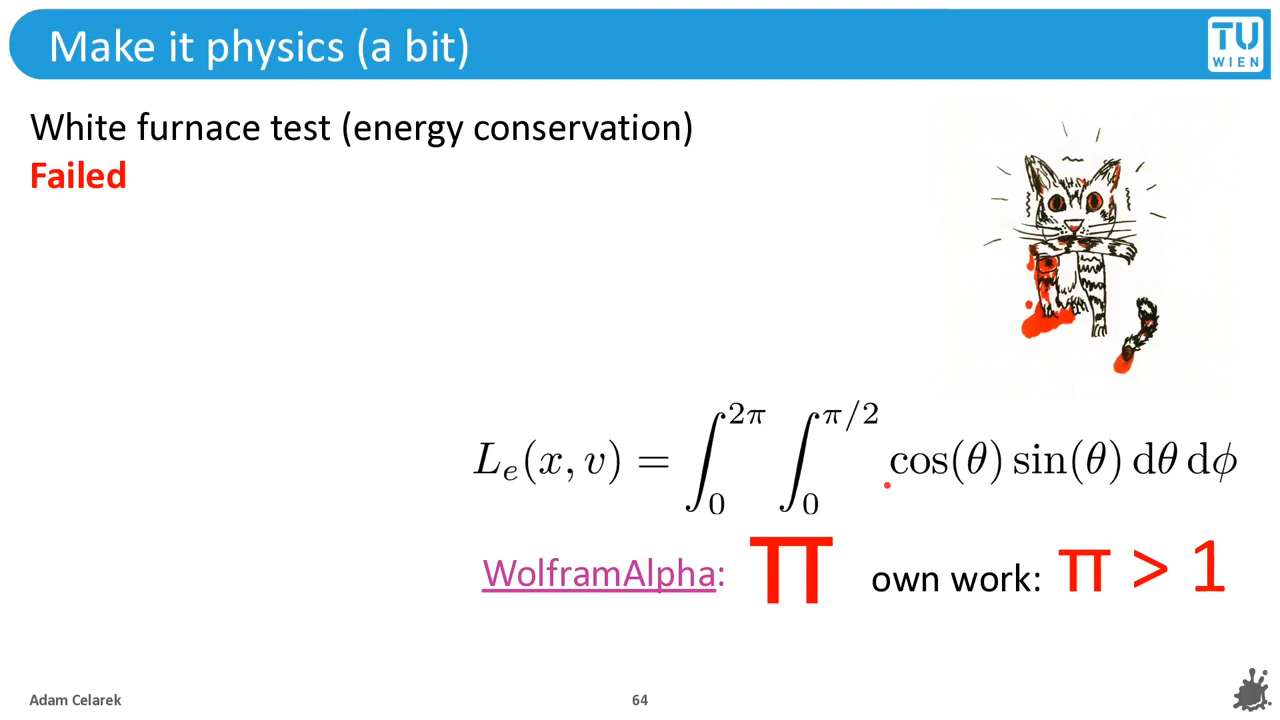 Make it physics (a bit)
TU
WIEN
White furnace test (energy conservation)
Failed
L_e(x, v) = ∫_0^{2π} ∫_0^{π/2} cos(θ) sin(θ) dθ dϕ
WolframAlpha: π own work: π > 1
Adam Celarek 64